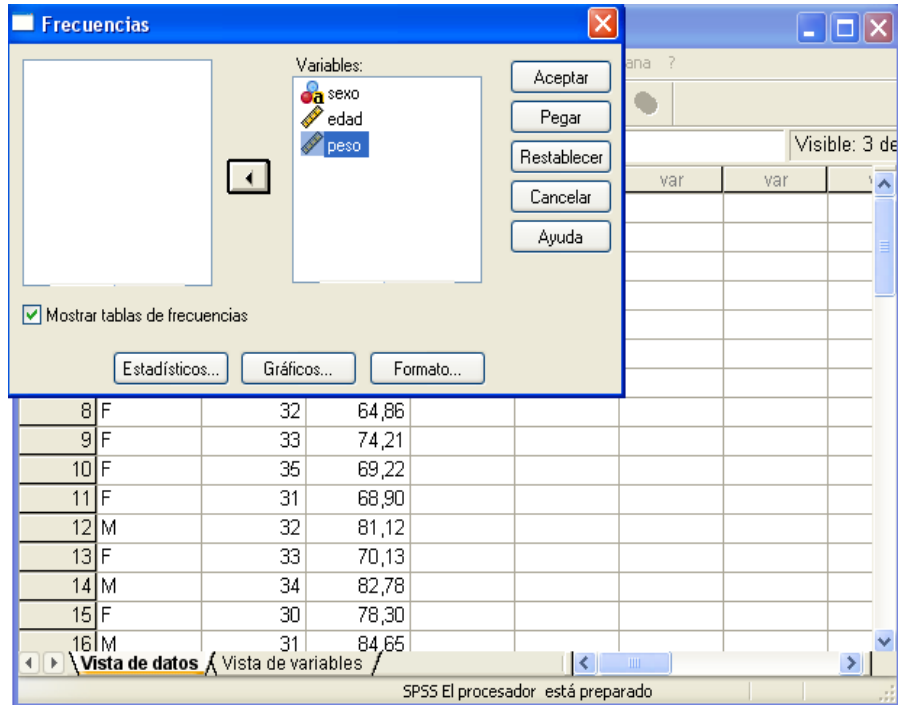 Frecuencias
Variables:
sexo
edad
peso
Aceptar
Pegar
Restablecer
Cancelar
Ayuda
Mostrar tablas de frecuencias
Estadísticos... Gráficos... Formato...
ana ?
Visible: 3 de
var var
8 F 32 64,86
9 F 33 74,21
10 F 35 69,22
11 F 31 68,90
12 M 32 81,12
13 F 33 70,13
14 M 34 82,78
15 F 30 78,30
16 M 31 84,65
Vista de datos Vista de variables
SPSS El procesador está preparado